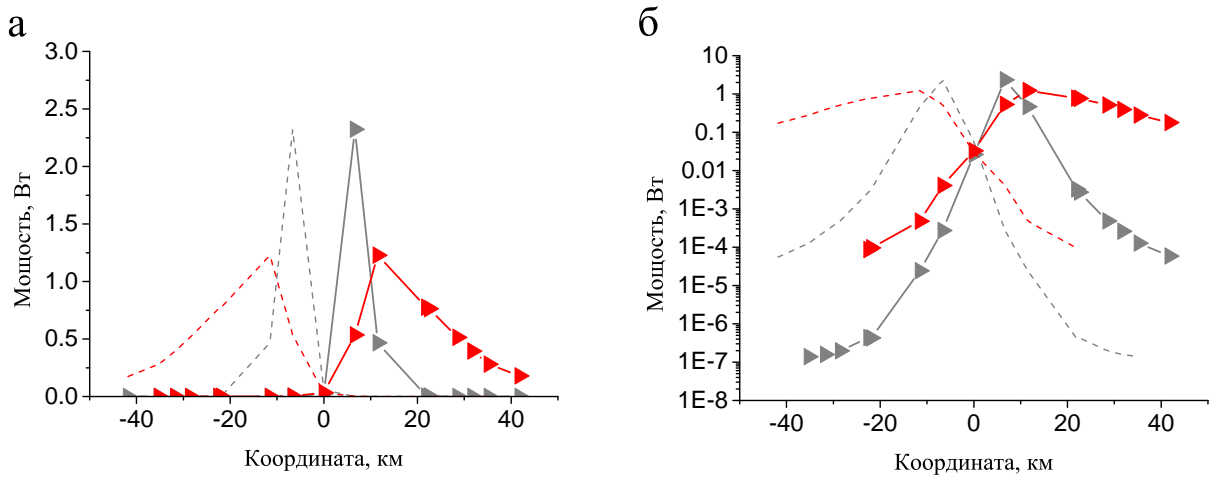 а
3.0
2.5
2.0
1.5
1.0
0.5
0.0
Мощость, Вт
-40 -20 0 20 40
Координата, км
б
10
1
0.1
0.01
1E-3
1E-4
1E-5
1E-6
1E-7
1E-8
Мощость, Вт
-40 -20 0 20 40
Координата, км